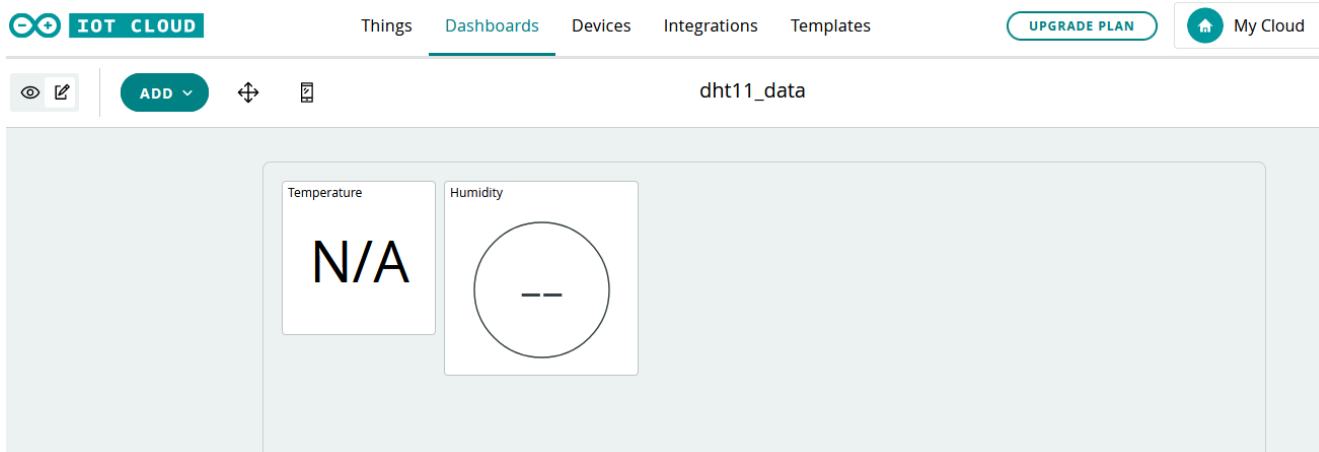 IOT CLOUD Things Dashboards Devices Integrations Templates UPGRADE PLAN My Cloud
ADD dht11_data
Temperature Humidity
N/A
--